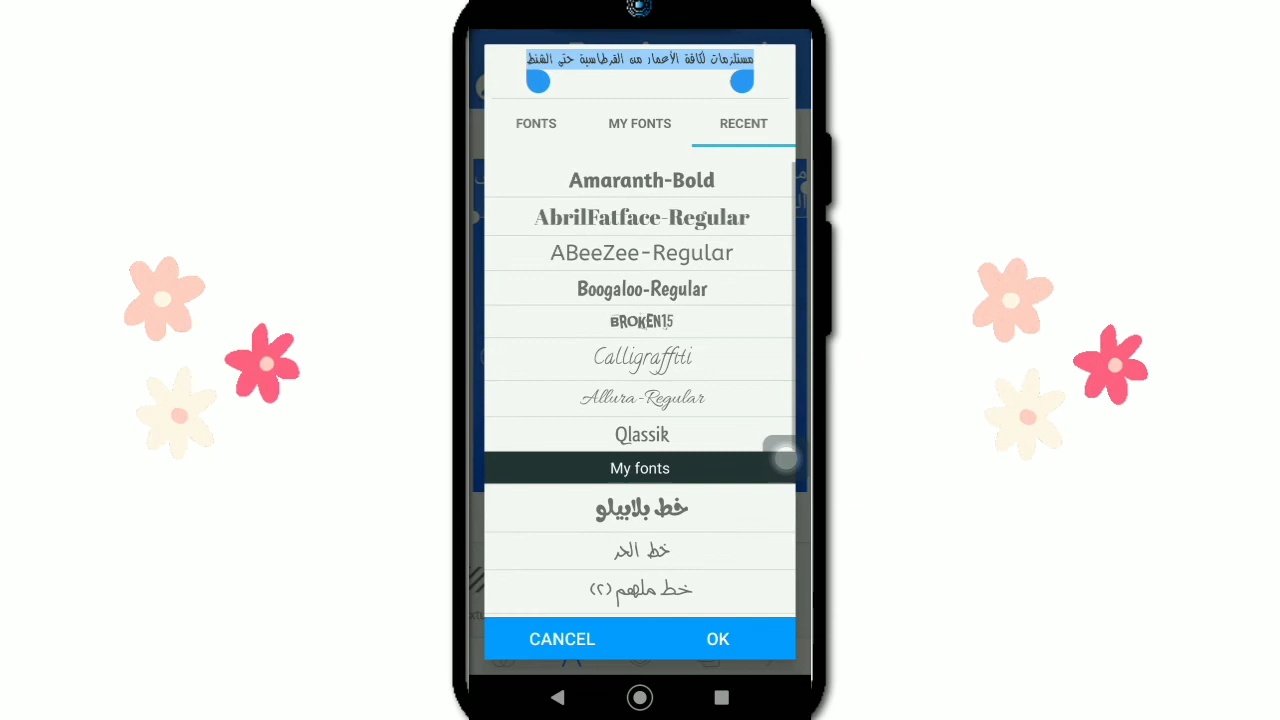 مستلزمات لكافة الأعمار من القرطاسية حتى الشنط
FONTS
MY FONTS
RECENT
Amaranth-Bold
AbrilFatface-Regular
ABeeZee-Regular
Boogaloo-Regular
BROKEN15
Calligraffiti
Allura-Regular
Qlassik
My fonts
خط بلابيلو
خط الحر
خط ملهم (٢)
CANCEL
OK